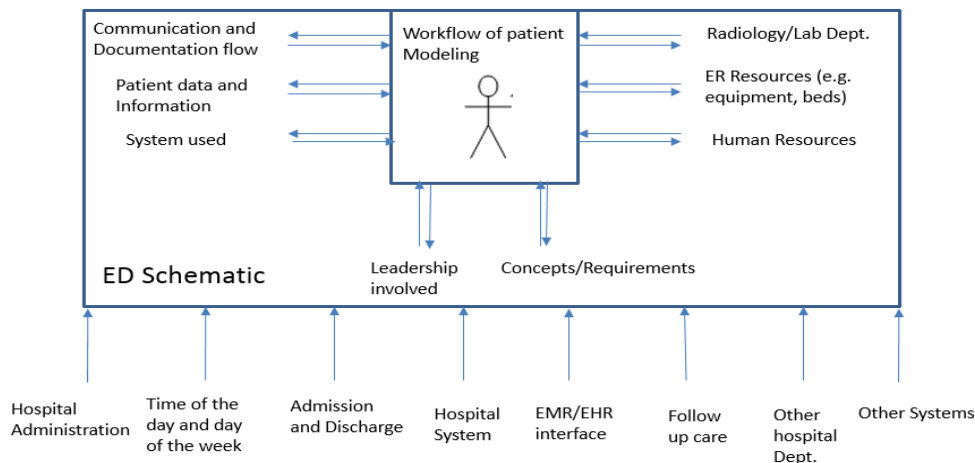 Communication and
Documentation flow
Patient data and
Information
System used
Workflow of patient
Modeling
Radiology/Lab Dept.
ER Resources (e.g.
equipment, beds)
Human Resources
Leadership
involved
Concepts/Requirements
ED Schematic
Hospital
Administration
Time of the
day and day
of the week
Admission
and Discharge
Hospital
System
EMR/EHR
interface
Follow
up care
Other
hospital
Dept.
Other Systems